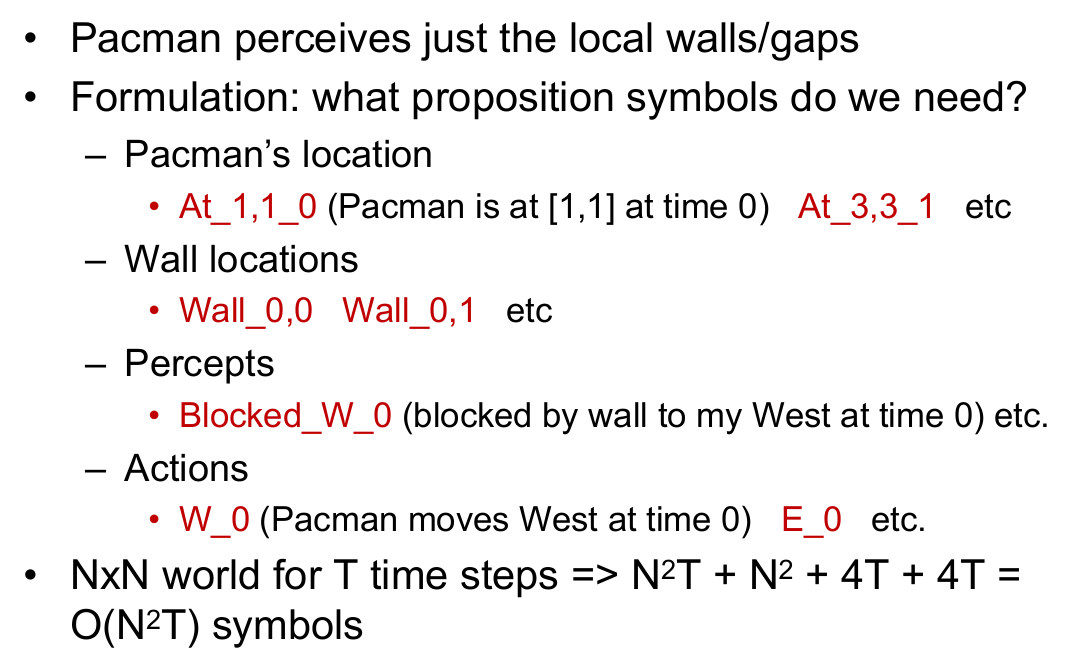 • Pacman perceives just the local walls/gaps
• Formulation: what proposition symbols do we need?
– Pacman’s location
• At_1,1_0 (Pacman is at [1,1] at time 0) At_3,3_1 etc
– Wall locations
• Wall_0,0 Wall_0,1 etc
– Percepts
• Blocked_W_0 (blocked by wall to my West at time 0) etc.
– Actions
• W_0 (Pacman moves West at time 0) E_0 etc.
• NxN world for T time steps => N²T + N² + 4T + 4T =
O(N²T) symbols